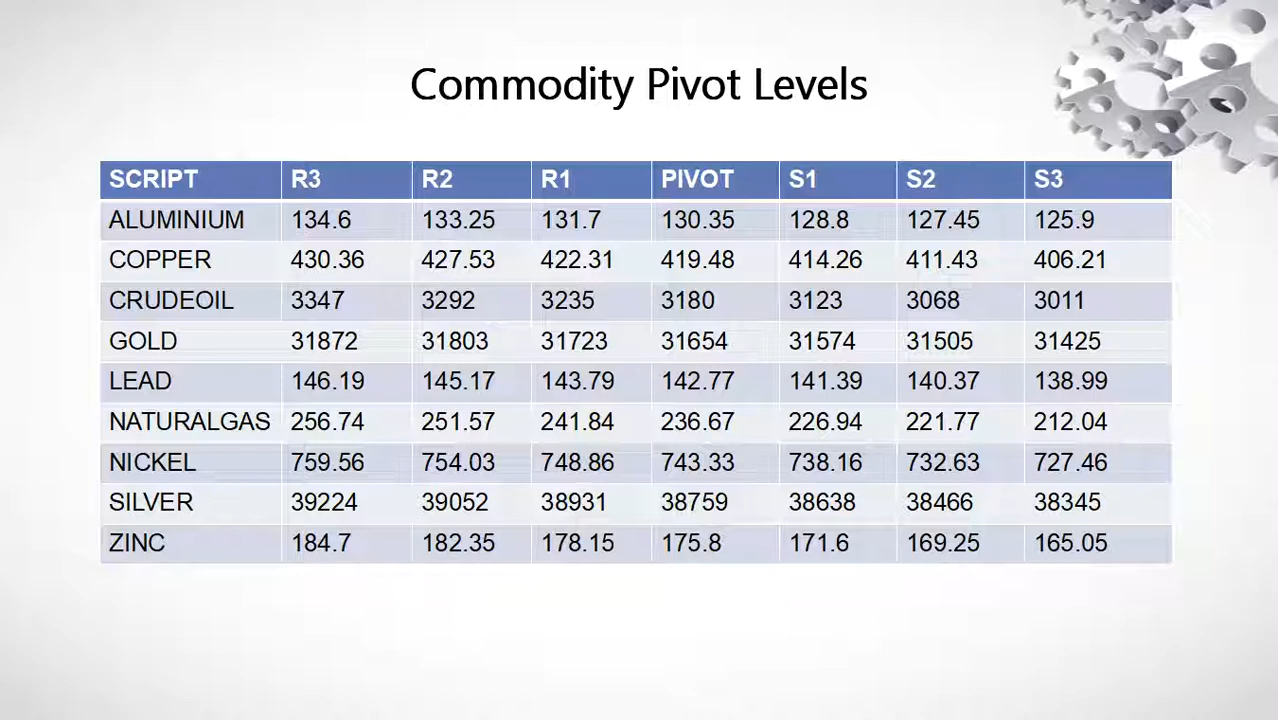 Commodity Pivot Levels
SCRIPT R3 R2 R1 PIVOT S1 S2 S3
ALUMINIUM 134.6 133.25 131.7 130.35 128.8 127.45 125.9
COPPER 430.36 427.53 422.31 419.48 414.26 411.43 406.21
CRUDEOIL 3347 3292 3235 3180 3123 3068 3011
GOLD 31872 31803 31723 31654 31574 31505 31425
LEAD 146.19 145.17 143.79 142.77 141.39 140.37 138.99
NATURALGAS 256.74 251.57 241.84 236.67 226.94 221.77 212.04
NICKEL 759.56 754.03 748.86 743.33 738.16 732.63 727.46
SILVER 39224 39052 38931 38759 38638 38466 38345
ZINC 184.7 182.35 178.15 175.8 171.6 169.25 165.05